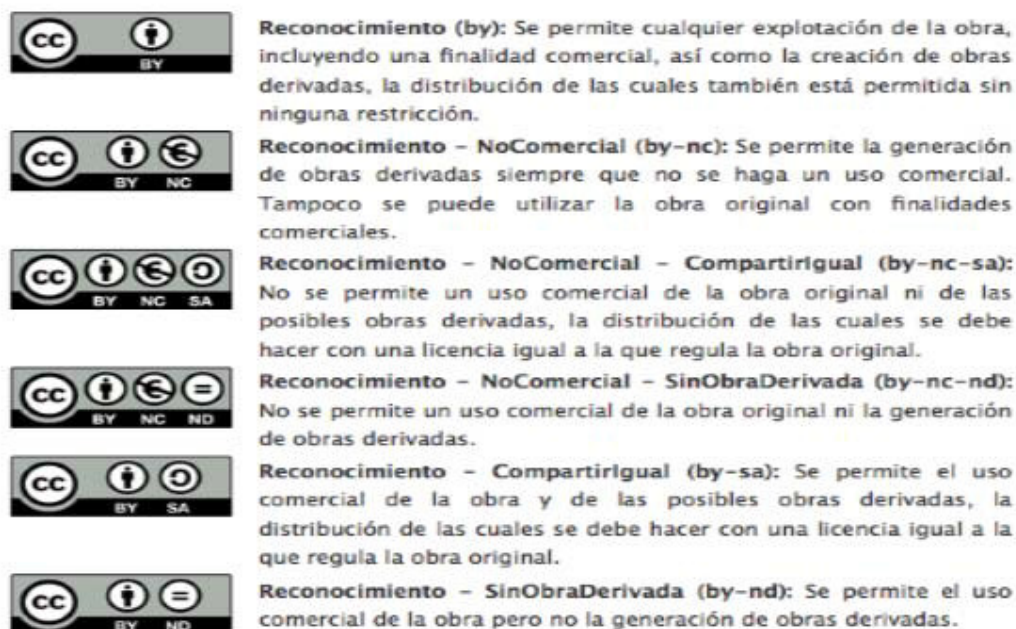 cc
BY
Reconocimiento (by): Se permite cualquier explotación de la obra,
incluyendo una finalidad comercial, así como la creación de obras
derivadas, la distribución de las cuales también está permitida sin
ninguna restricción.
cc
BY NC
Reconocimiento – NoComercial (by-nc): Se permite la generación
de obras derivadas siempre que no se haga un uso comercial.
Tampoco se puede utilizar la obra original con finalidades
comerciales.
cc
BY NC SA
Reconocimiento – NoComercial – CompartirIgual (by-nc-sa):
No se permite un uso comercial de la obra original ni de las
posibles obras derivadas, la distribución de las cuales se debe
hacer con una licencia igual a la que regula la obra original.
cc
BY NC ND
Reconocimiento – NoComercial – SinObraDerivada (by-nc-nd):
No se permite un uso comercial de la obra original ni la generación
de obras derivadas.
cc
BY SA
Reconocimiento – CompartirIgual (by-sa): Se permite el uso
comercial de la obra y de las posibles obras derivadas, la
distribución de las cuales se debe hacer con una licencia igual a la
que regula la obra original.
cc
BY ND
Reconocimiento – SinObraDerivada (by-nd): Se permite el uso
comercial de la obra pero no la generación de obras derivadas.